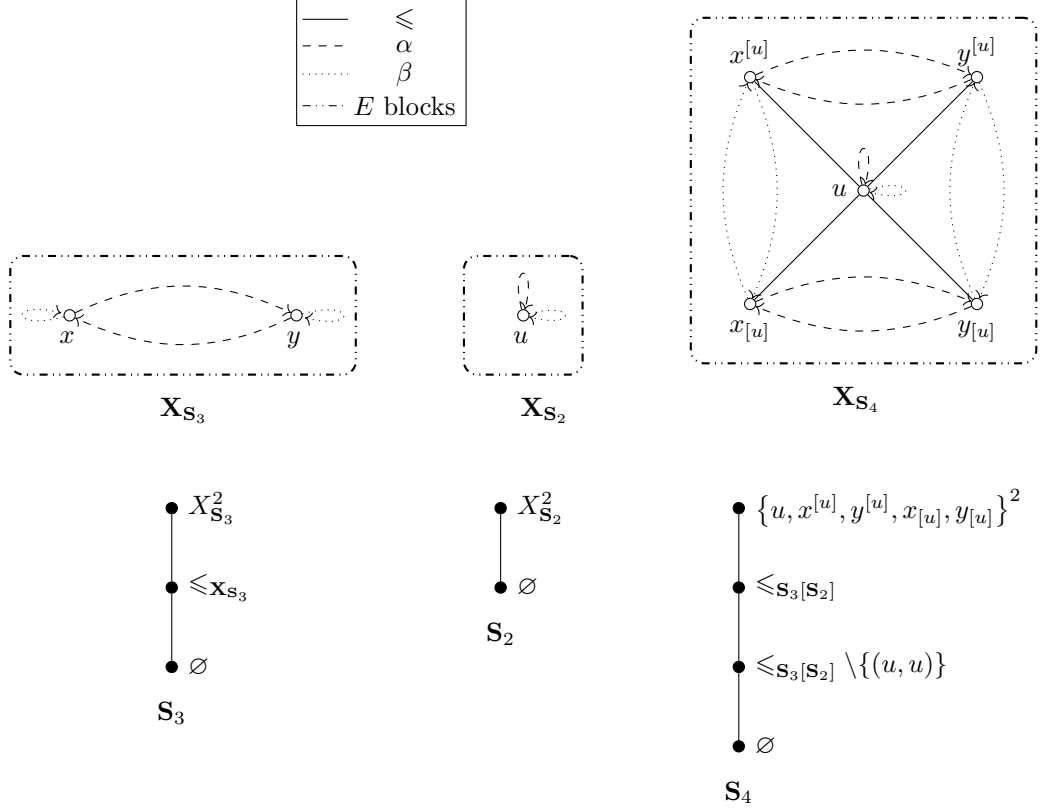 ⩽
α
β
E blocks
x^{[u]} y^{[u]}
u
x_{[u]} y_{[u]}
x y
u
X_{S_3} X_{S_2} X_{S_4}
X^2_{S_3}
⩽_{X_{S_3}}
∅
S_3
X^2_{S_2}
∅
S_2
{u, x^{[u]}, y^{[u]}, x_{[u]}, y_{[u]}}^2
⩽_{S_3[S_2]}
⩽_{S_3[S_2]} \{(u, u)}
∅
S_4